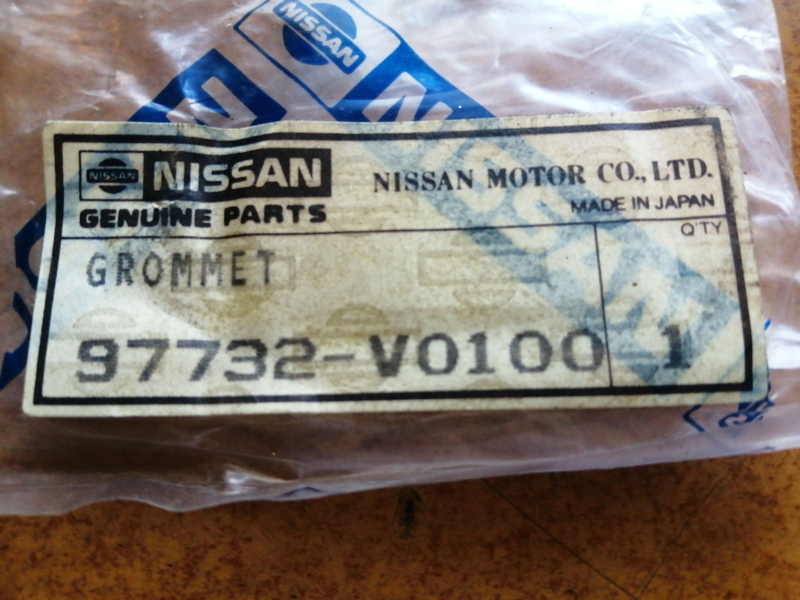 NISSAN
NISSAN NISSAN
GENUINE PARTS
NISSAN MOTOR CO., LTD.
MADE IN JAPAN
Q'TY
GROMMET
97732-V0100 1